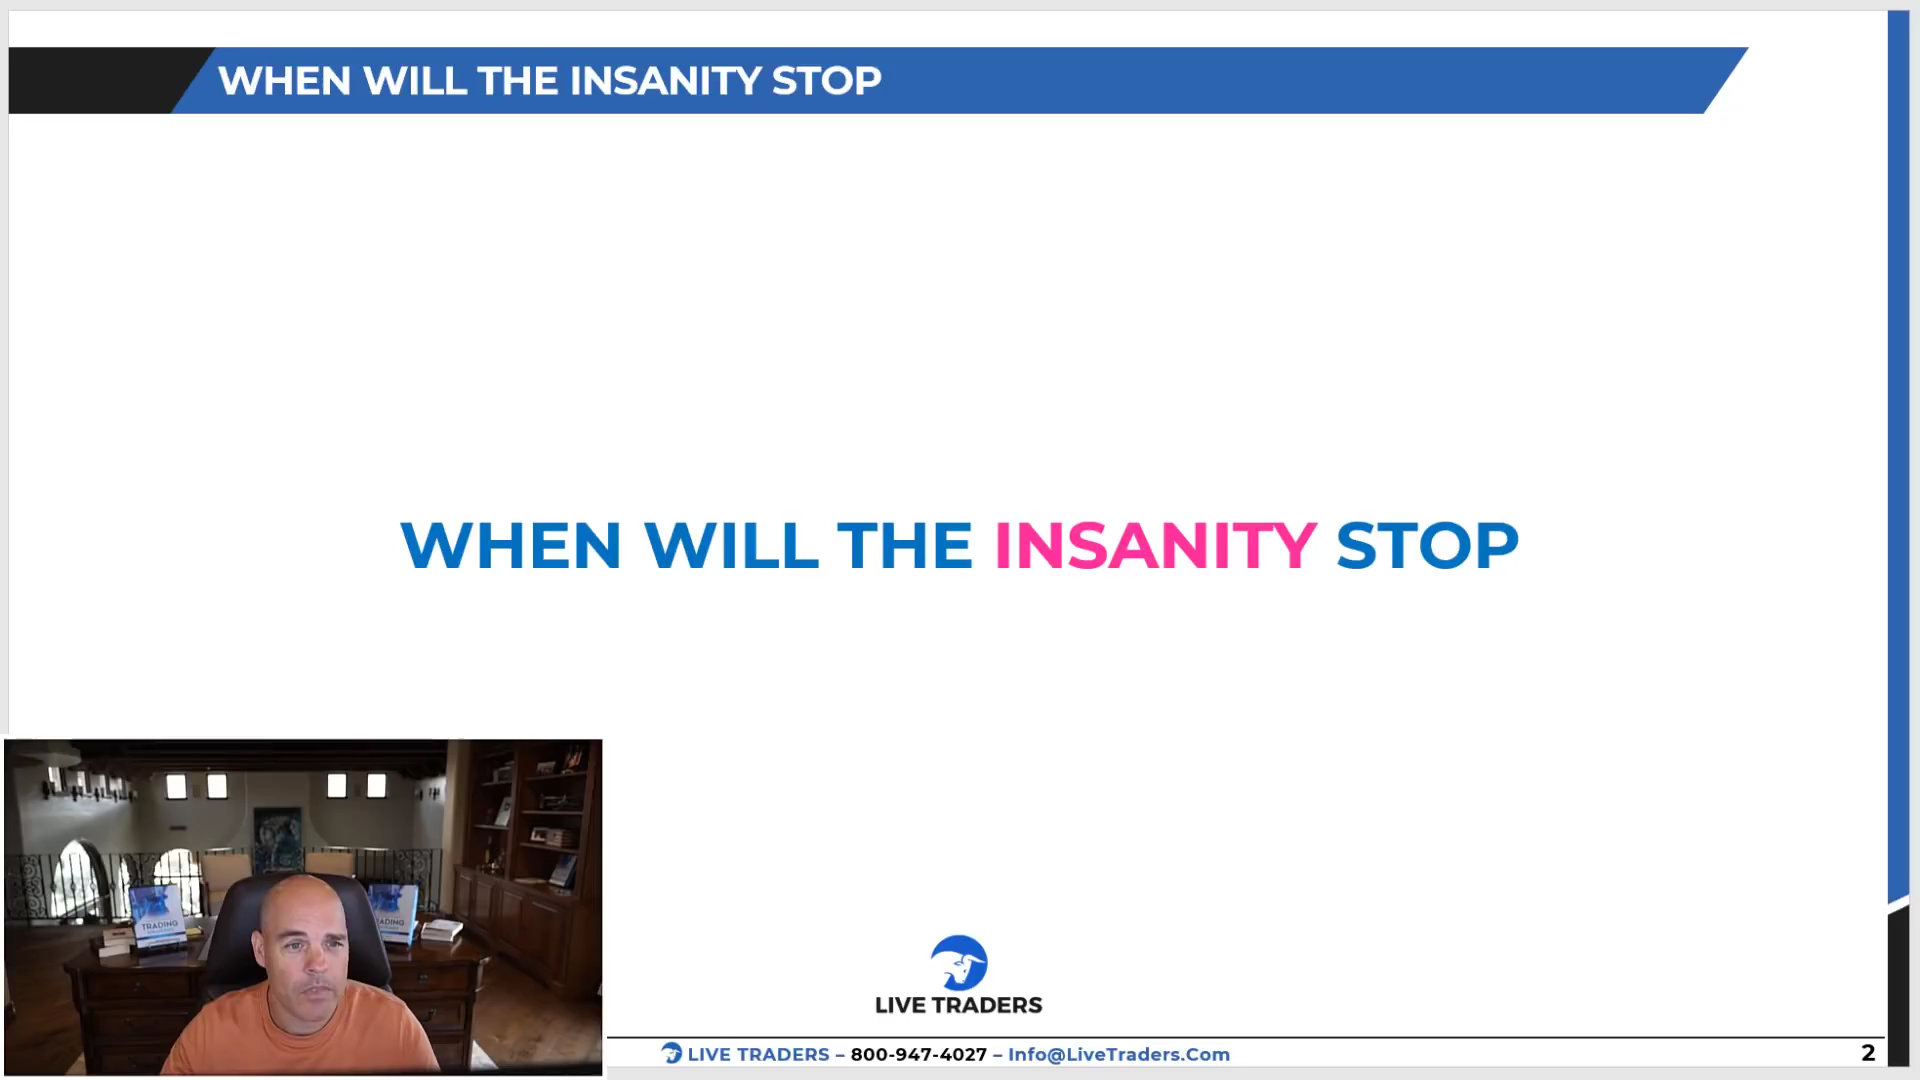 WHEN WILL THE INSANITY STOP
WHEN WILL THE INSANITY STOP
TRADING
LIVE TRADERS
LIVE TRADERS – 800-947-4027 – Info@LiveTraders.Com
2